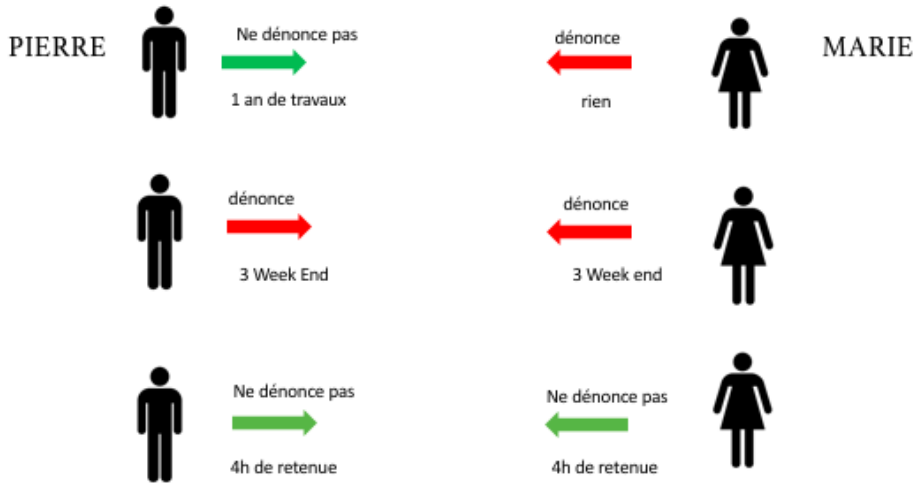 Ne dénonce pas
dénonce
PIERRE
MARIE
1 an de travaux
rien
dénonce
dénonce
3 Week End
3 Week end
Ne dénonce pas
Ne dénonce pas
4h de retenue
4h de retenue